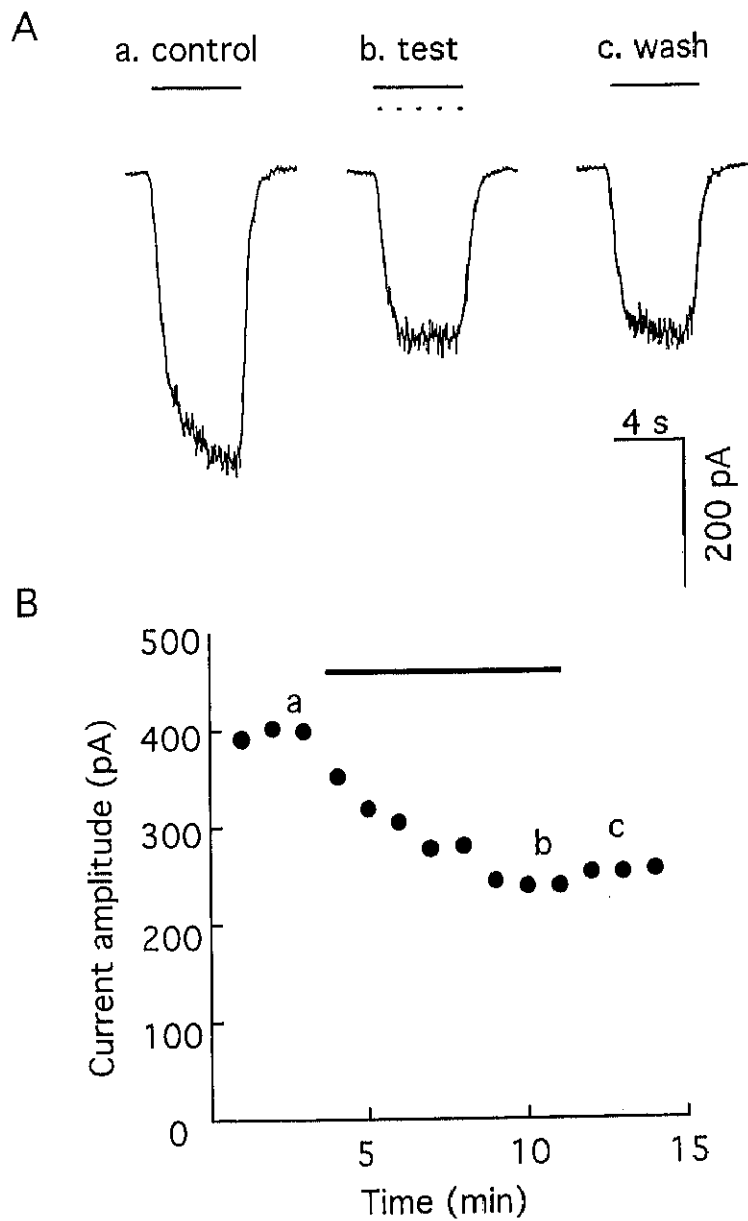 A
a. control
b. test
c. wash
4 s
200 pA
B
500
400
300
200
100
0
Current amplitude (pA)
a
b
c
5
10
15
Time (min)